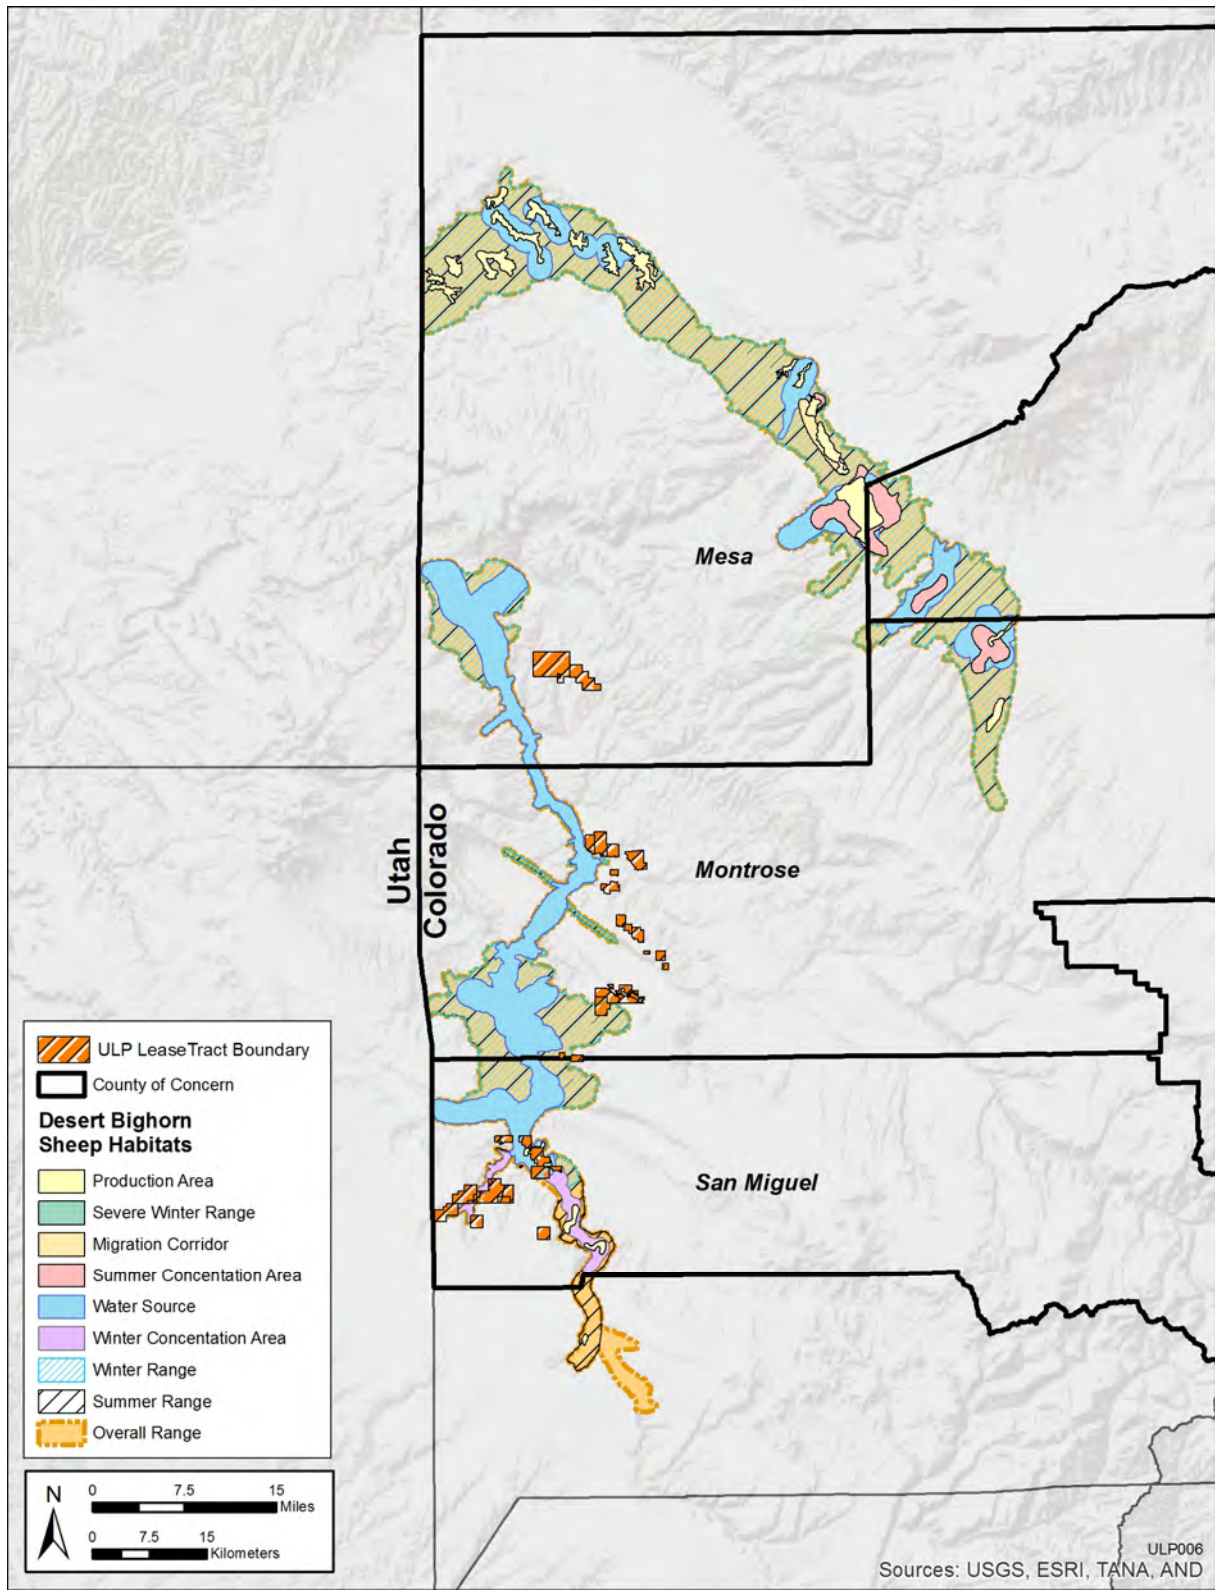 Mesa
Utah
Colorado
Montrose
San Miguel
ULP LeaseTract Boundary
County of Concern
Desert Bighorn
Sheep Habitats
Production Area
Severe Winter Range
Migration Corridor
Summer Concentation Area
Water Source
Winter Concentation Area
Winter Range
Summer Range
Overall Range
N
0 7.5 15
Miles
0 7.5 15
Kilometers
ULP006
Sources: USGS, ESRI, TANA, AND